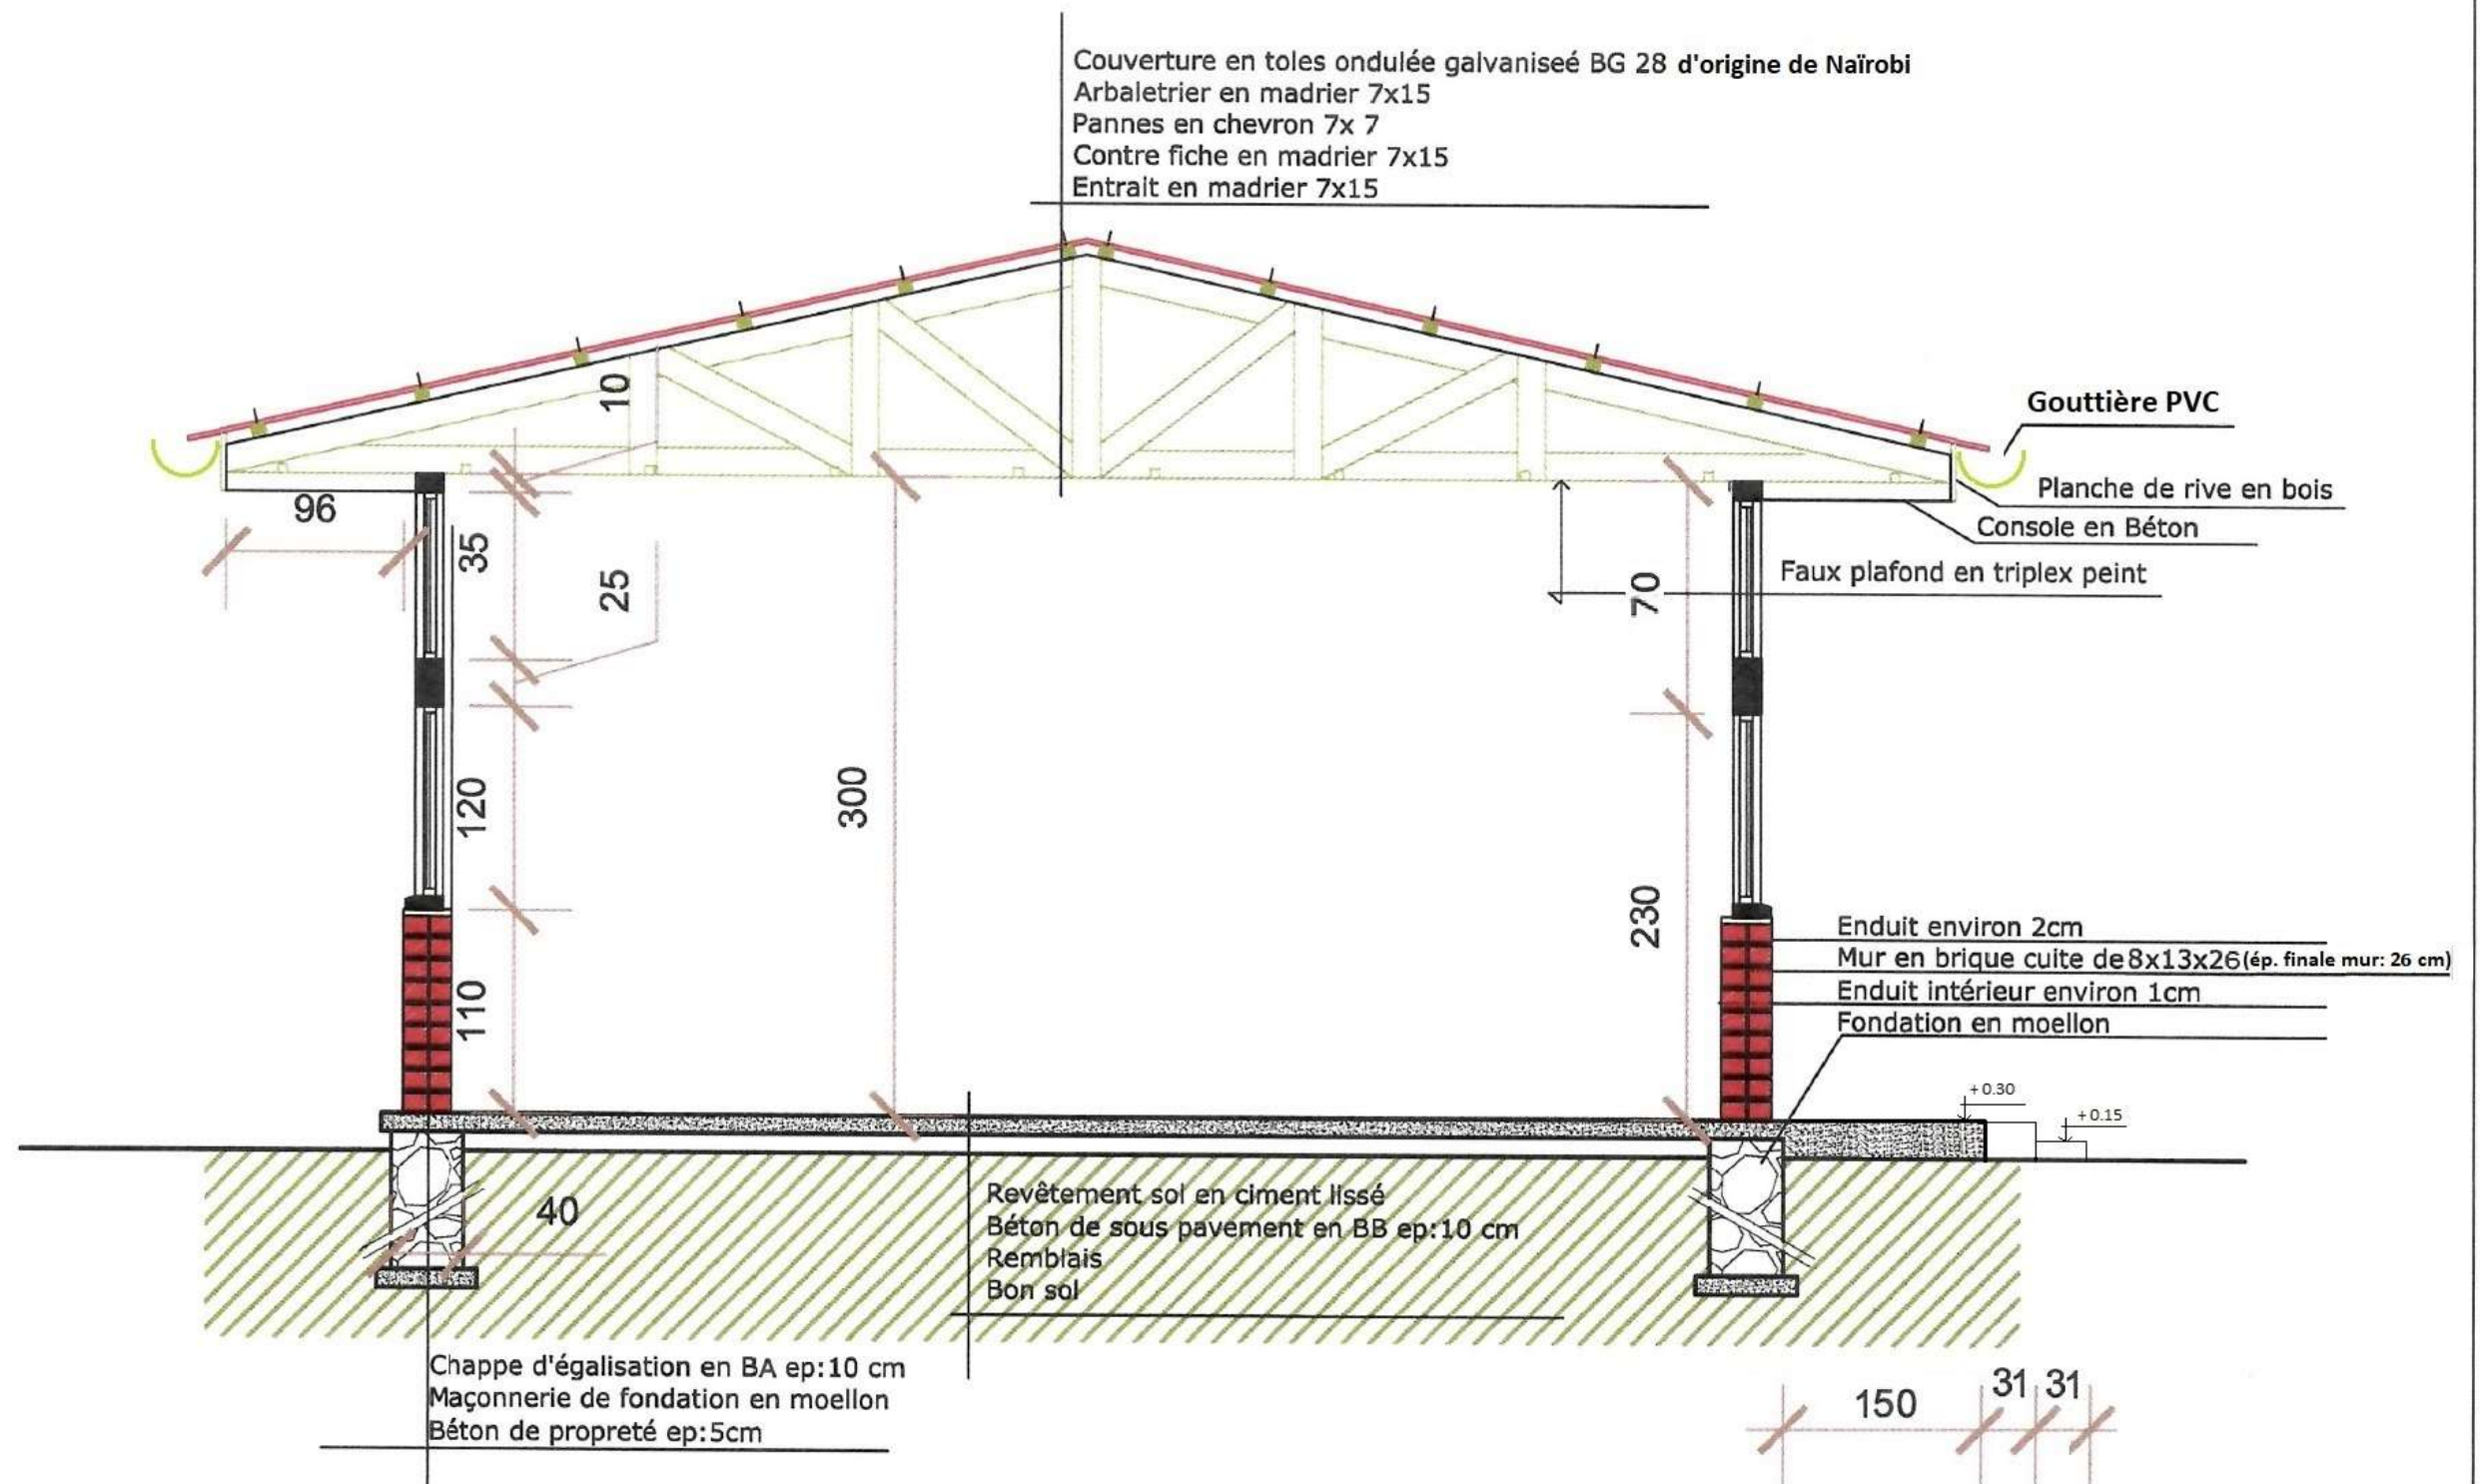 Couverture en toles ondulée galvaniseé BG 28 d'origine de Naïrobi
Arbaletrier en madrier 7x15
Pannes en chevron 7x 7
Contre fiche en madrier 7x15
Entrait en madrier 7x15
10
Gouttière PVC
Planche de rive en bois
Console en Béton
Faux plafond en triplex peint
96
35
25
70
120
300
230
110
Enduit environ 2cm
Mur en brique cuite de 8x13x26 (ép. finale mur: 26 cm)
Enduit intérieur environ 1cm
Fondation en moellon
+0.30
+0.15
40
Revêtement sol en ciment lissé
Béton de sous pavement en BB ep:10 cm
Remblais
Bon sol
Chappe d'égalisation en BA ep:10 cm
Maçonnerie de fondation en moellon
Béton de propreté ep:5cm
150
31
31